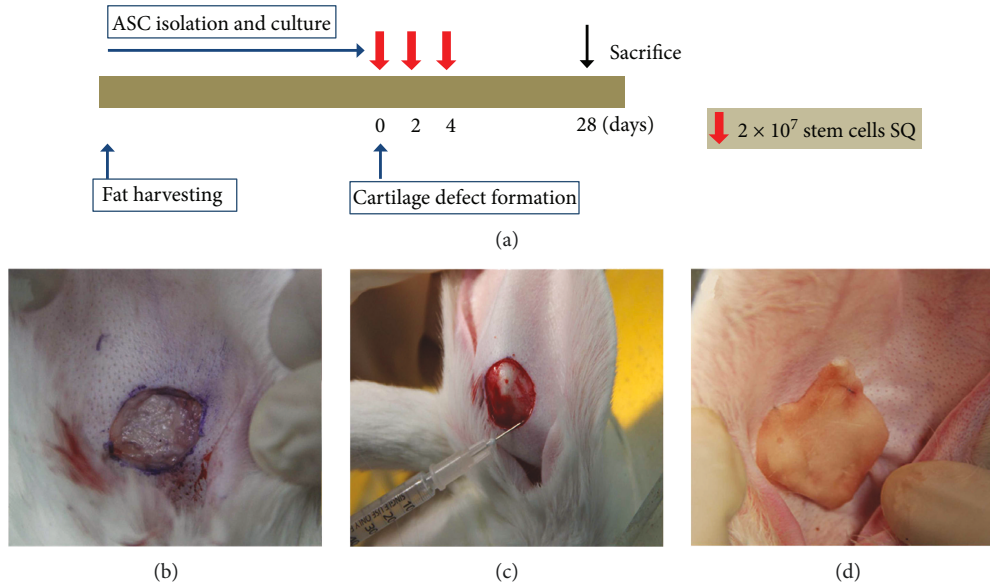 ASC isolation and culture
Sacrifice
0 2 4 28 (days)
2 × 10⁷ stem cells SQ
Fat harvesting
Cartilage defect formation
(a)
(b) (c) (d)